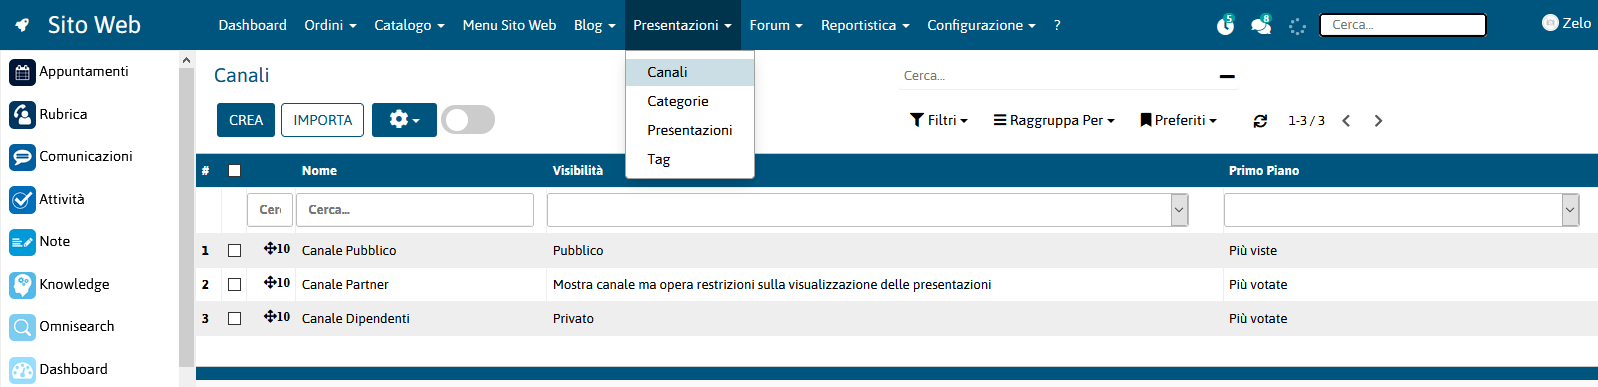 Sito Web
Dashboard Ordini Catalogo Menu Sito Web Blog Presentazioni Forum Reportistica Configurazione ? 5 8 Cerca... Zelo
Appuntamenti
Rubrica
Comunicazioni
Attività
Note
Knowledge
Omnisearch
Dashboard
Canali
Categorie
Presentazioni
Tag
Canali Cerca...
CREA IMPORTA Filtri Raggruppa Per Preferiti 1-3 / 3
# Nome Visibilità Primo Piano
Cerc Cerca...
1 10 Canale Pubblico Pubblico Più viste
2 10 Canale Partner Mostra canale ma opera restrizioni sulla visualizzazione delle presentazioni Più votate
3 10 Canale Dipendenti Privato Più votate